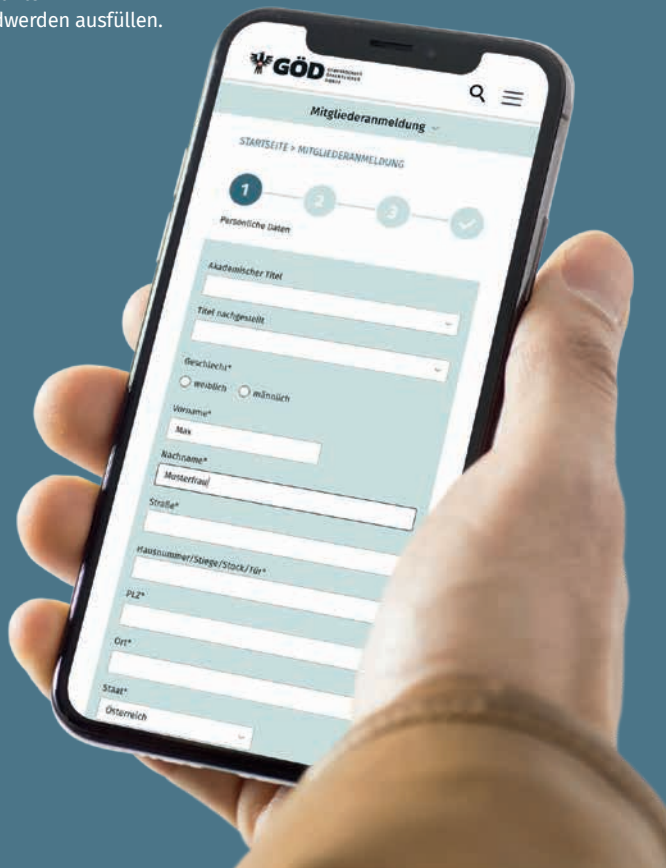 dwerden ausfüllen.
GÖD
Mitgliederanmeldung
STARTSEITE > MITGLIEDERANMELDUNG
1 2 3
Persönliche Daten
Akademischer Titel
Titel nachgestellt
Geschlecht*
weiblich männlich
Vorname*
Max
Nachname*
Musterfrau
Straße*
Hausnummer/Stiege/Stock/Tür*
PLZ*
Ort*
Staat*
Österreich